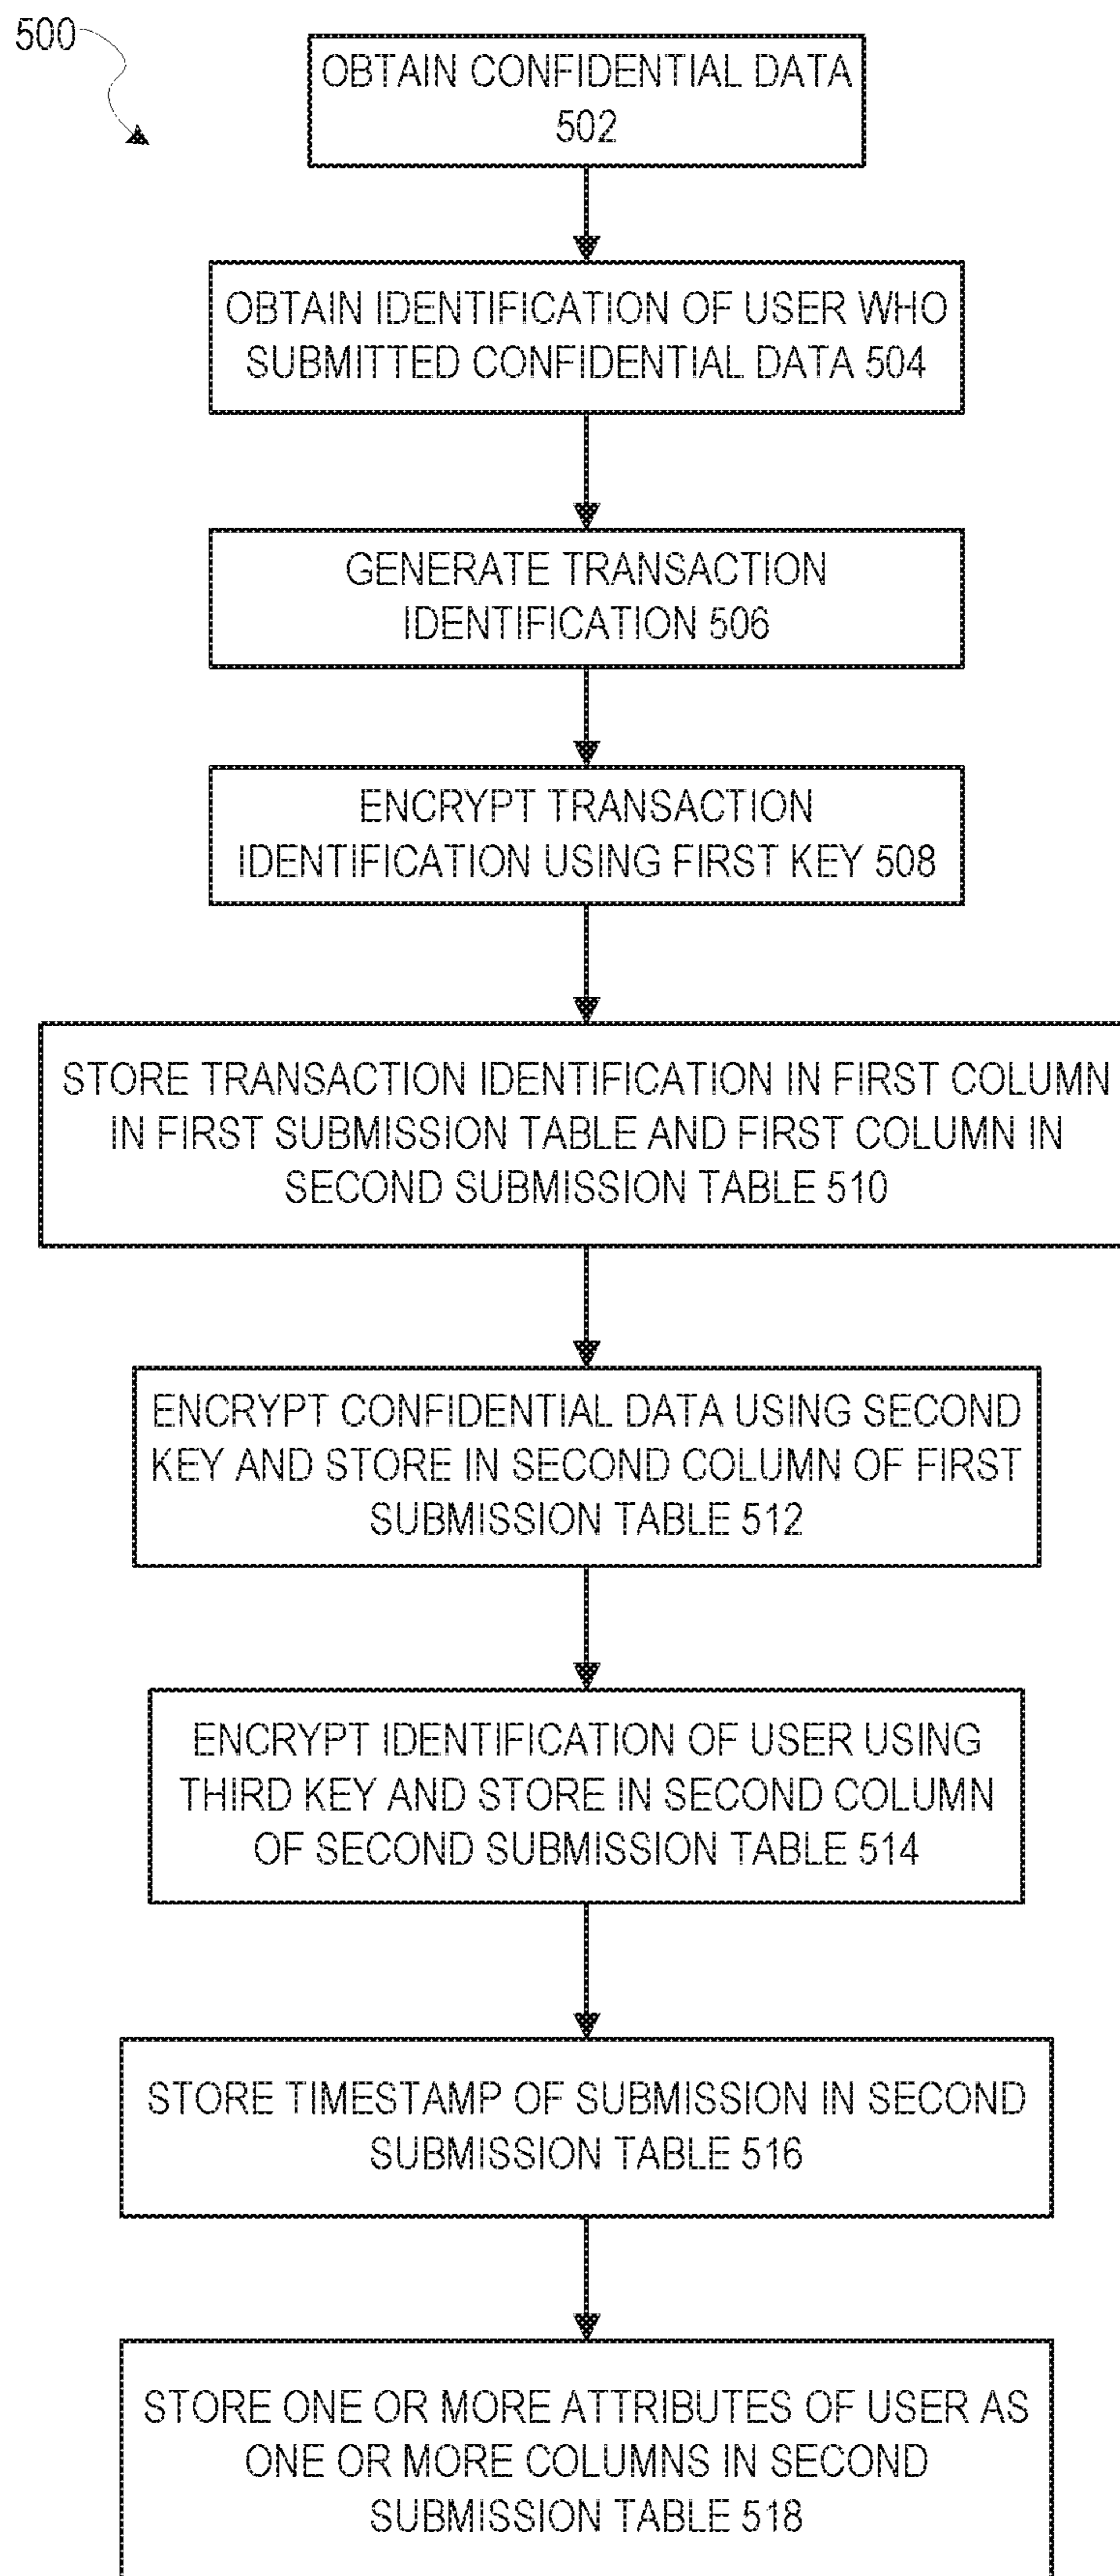 500
OBTAIN CONFIDENTIAL DATA
502
OBTAIN IDENTIFICATION OF USER WHO
SUBMITTED CONFIDENTIAL DATA 504
GENERATE TRANSACTION
IDENTIFICATION 506
ENCRYPT TRANSACTION
IDENTIFICATION USING FIRST KEY 508
STORE TRANSACTION IDENTIFICATION IN FIRST COLUMN
IN FIRST SUBMISSION TABLE AND FIRST COLUMN IN
SECOND SUBMISSION TABLE 510
ENCRYPT CONFIDENTIAL DATA USING SECOND
KEY AND STORE IN SECOND COLUMN OF FIRST
SUBMISSION TABLE 512
ENCRYPT IDENTIFICATION OF USER USING
THIRD KEY AND STORE IN SECOND COLUMN
OF SECOND SUBMISSION TABLE 514
STORE TIMESTAMP OF SUBMISSION IN SECOND
SUBMISSION TABLE 516
STORE ONE OR MORE ATTRIBUTES OF USER AS
ONE OR MORE COLUMNS IN SECOND
SUBMISSION TABLE 518